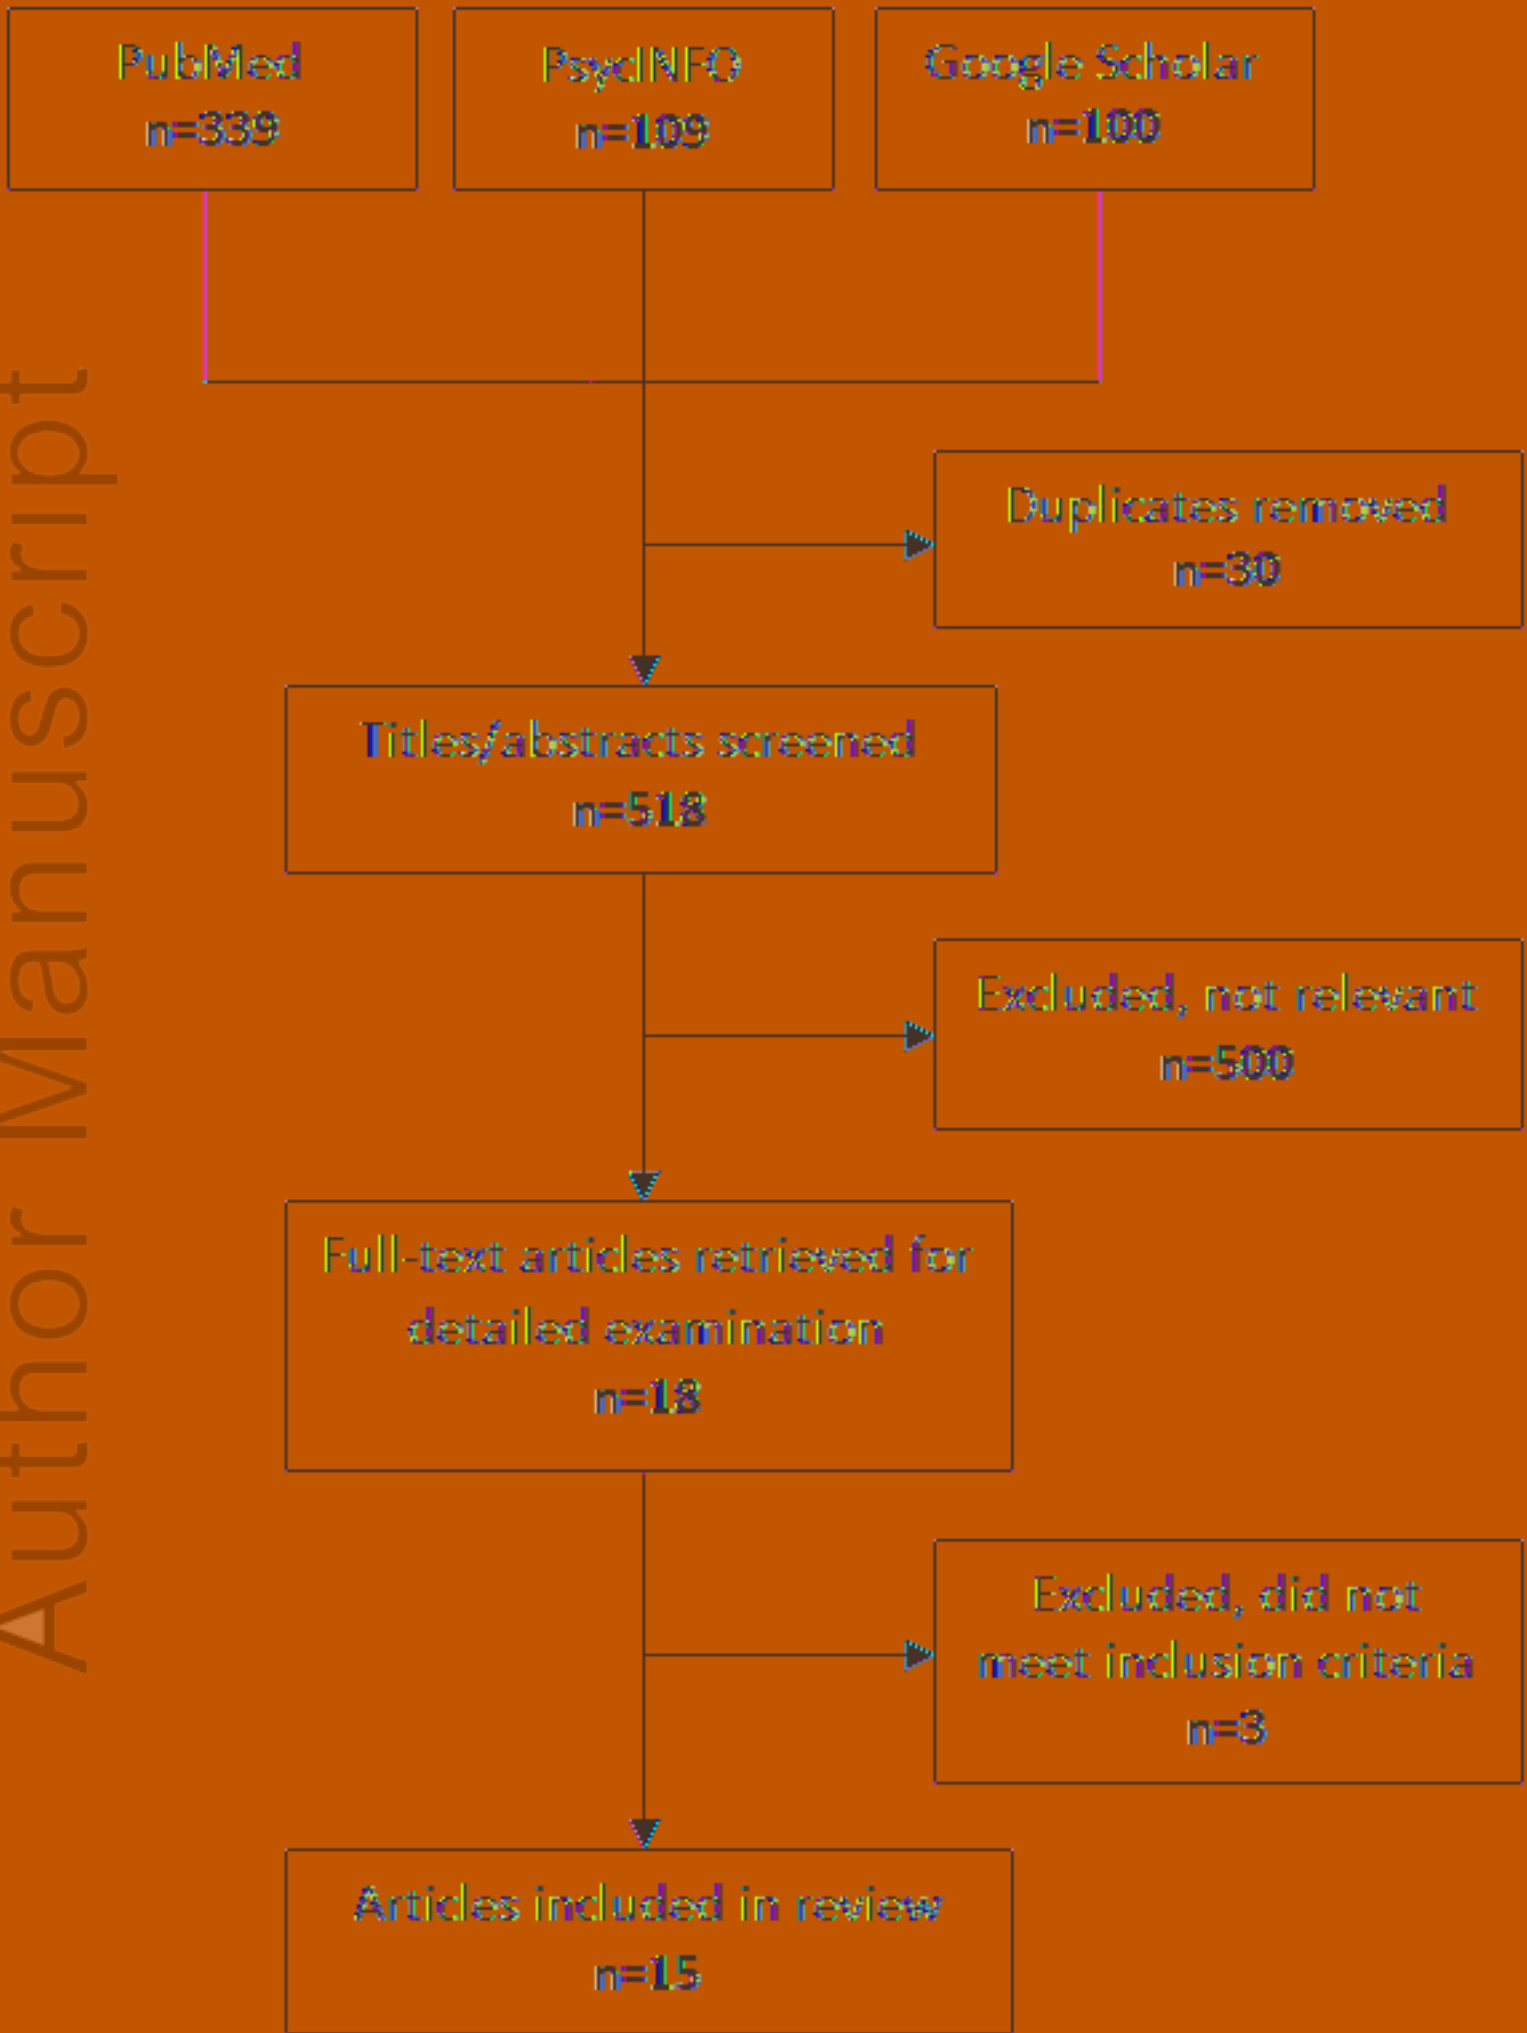 PubMed
n=339
PsycINFO
n=109
Google Scholar
n=100
Duplicates removed
n=30
Titles/abstracts screened
n=518
Excluded, not relevant
n=500
Full-text articles retrieved for
detailed examination
n=18
Excluded, did not
meet inclusion criteria
n=3
Articles included in review
n=15
Author Manuscript